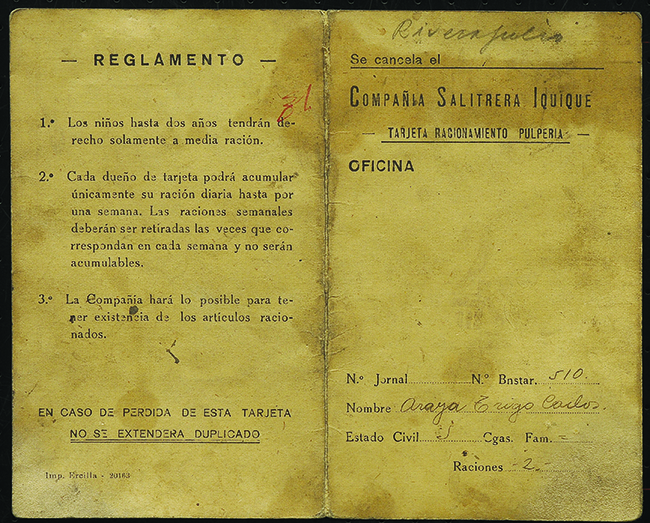 — REGLAMENTO —
1.° Los niños hasta dos años tendrán de-
recho solamente a media ración.
2.° Cada dueño de tarjeta podrá acumular
únicamente su ración diaria hasta por
una semana. Las raciones semanales
deberán ser retiradas las veces que co-
rrespondan en cada semana y no serán
acumulables.
3.° La Compañía hará lo posible para te-
ner existencia de los artículos racio-
nados.
EN CASO DE PERDIDA DE ESTA TARJETA
NO SE EXTENDERA DUPLICADO
Imp. Ercilla - 20163
Se cancela el
COMPAÑIA SALITRERA IQUIQUE
— TARJETA RACIONAMIENTO PULPERIA —
OFICINA
N.° Jornal N.° Bnstar. 510
Nombre Araya Trigo Carlos.
Estado Civil S Cgas. Fam. -
Raciones -2-